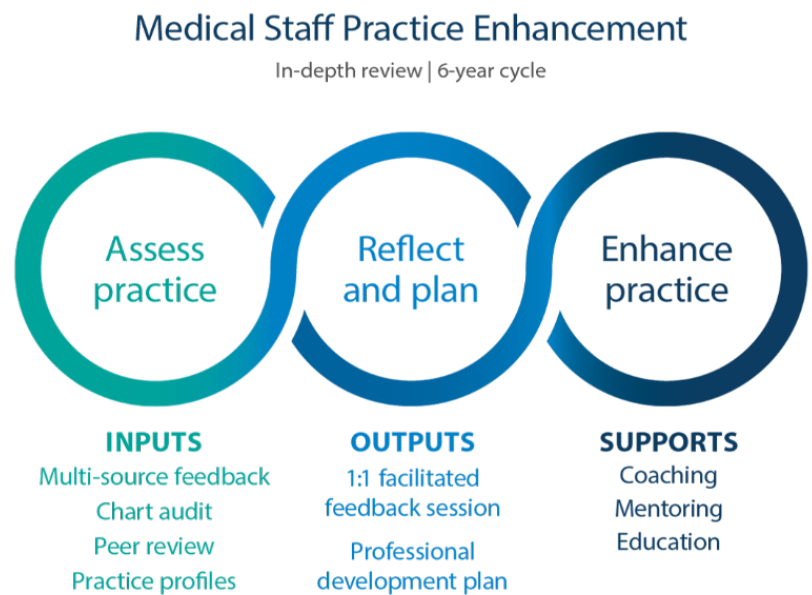 Medical Staff Practice Enhancement
In-depth review | 6-year cycle
Assess
practice
Reflect
and plan
Enhance
practice
INPUTS
Multi-source feedback
Chart audit
Peer review
Practice profiles
OUTPUTS
1:1 facilitated
feedback session
Professional
development plan
SUPPORTS
Coaching
Mentoring
Education